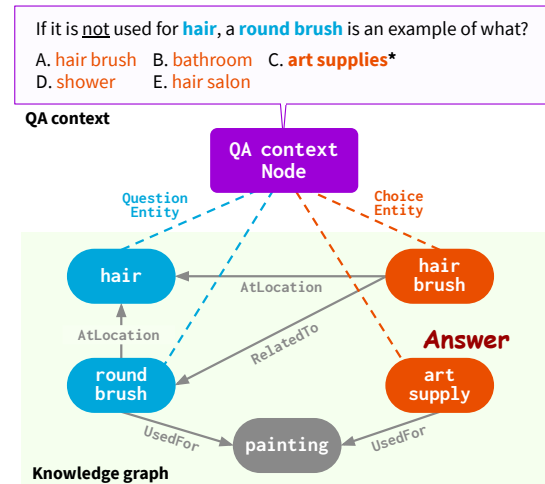 If it is not used for hair, a round brush is an example of what?
A. hair brush B. bathroom C. art supplies*
D. shower E. hair salon
QA context
QA context
Node
Question
Entity
Choice
Entity
hair
hair
brush
AtLocation
AtLocation
RelatedTo
Answer
round
brush
art
supply
UsedFor
painting
UsedFor
Knowledge graph